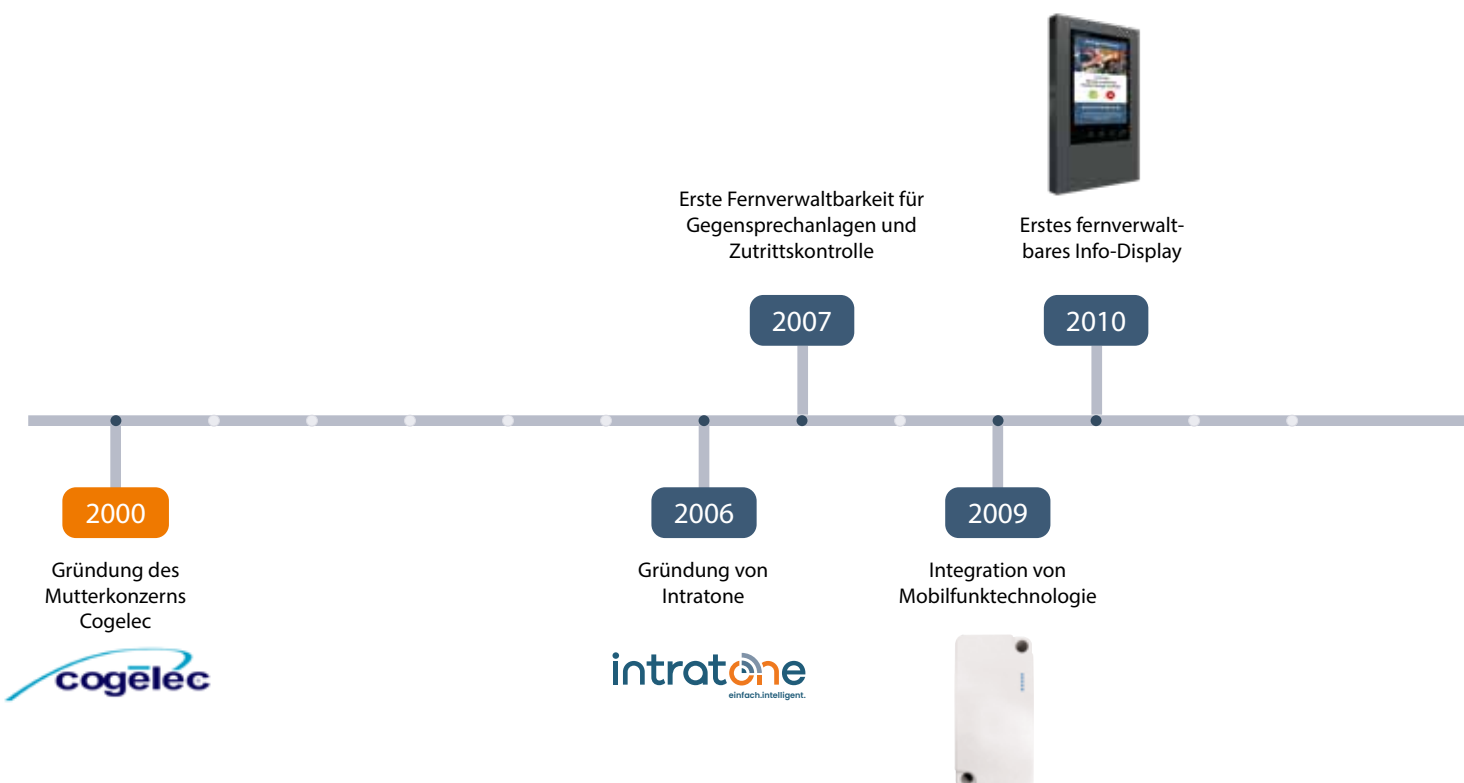 Erste Fernverwaltbarkeit für
Gegensprechanlagen und
Zutrittskontrolle
2007
Erstes fernverwalt-
bares Info-Display
2010
2000
Gründung des
Mutterkonzerns
Cogelec
cogēlec
2006
Gründung von
Intratone
intratone
einfach.intelligent.
2009
Integration von
Mobilfunktechnologie